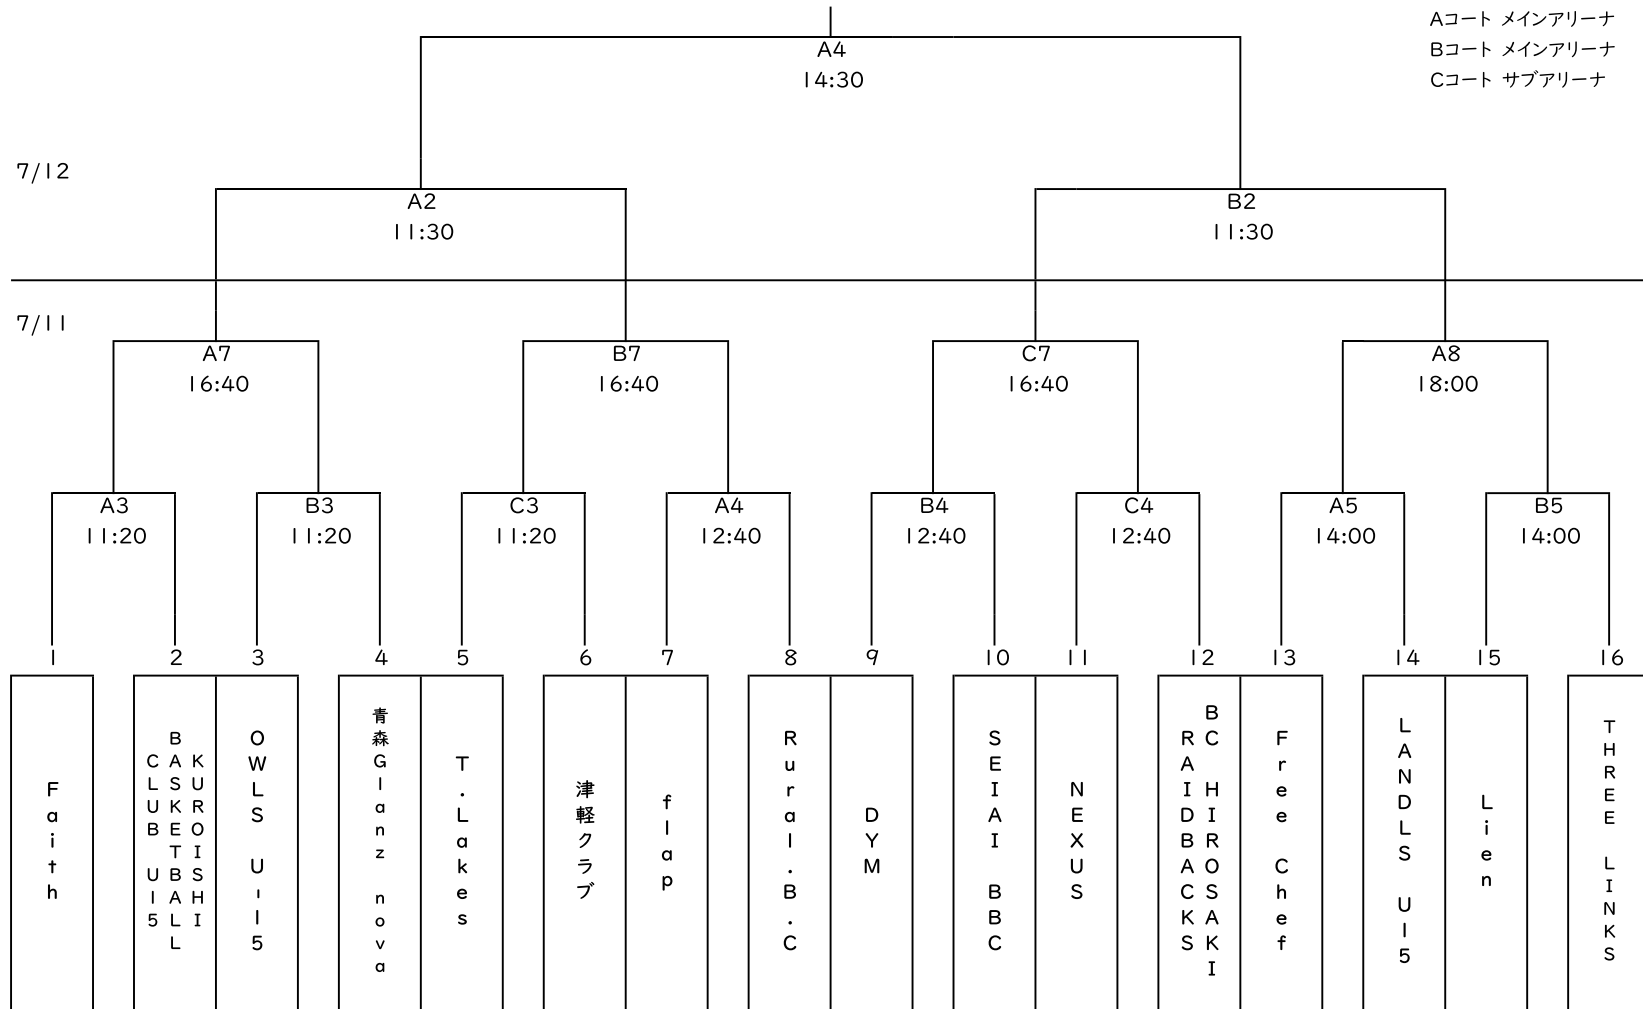 Aコート メインアリーナ
Bコート メインアリーナ
Cコート サブアリーナ
A4
14:30
7/12
A2
11:30
B2
11:30
7/11
A7
16:40
B7
16:40
C7
16:40
A8
18:00
A3
11:20
B3
11:20
C3
11:20
A4
12:40
B4
12:40
C4
12:40
A5
14:00
B5
14:00
1
2
3
4
5
6
7
8
9
10
11
12
13
14
15
16
Faith
KUROISHI
BASKETBALL
CLUB U15
OWLS U-15
青森Glanz nova
T.Lakes
津軽クラブ
flap
Rural.B.C
DYM
SEIAI BBC
NEXUS
BC HIROSAKI
RAIDBACKS
Free Chef
LANDLS U15
Lien
THREE LINKS